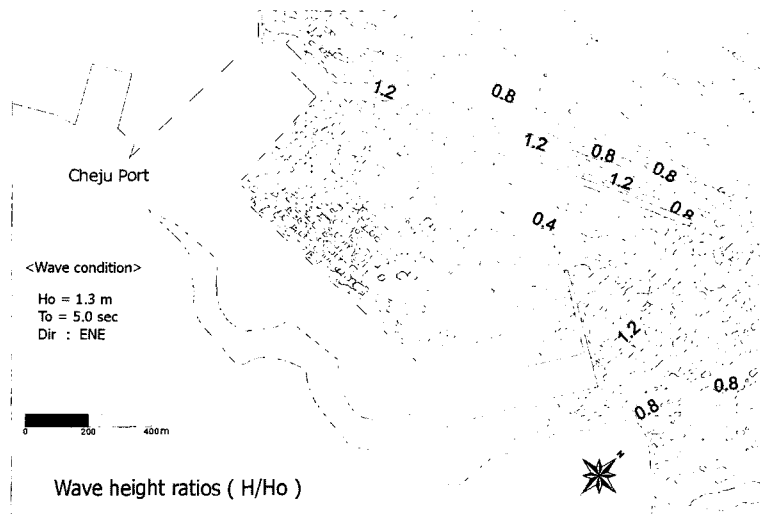 1.2
0.8
1.2
0.8
0.8
1.2
0.8
0.4
Cheju Port
<Wave condition>
Ho = 1.3 m
To = 5.0 sec
Dir : ENE
1.2
0.8
0.8
0 200 400m
N
Wave height ratios ( H/Ho )